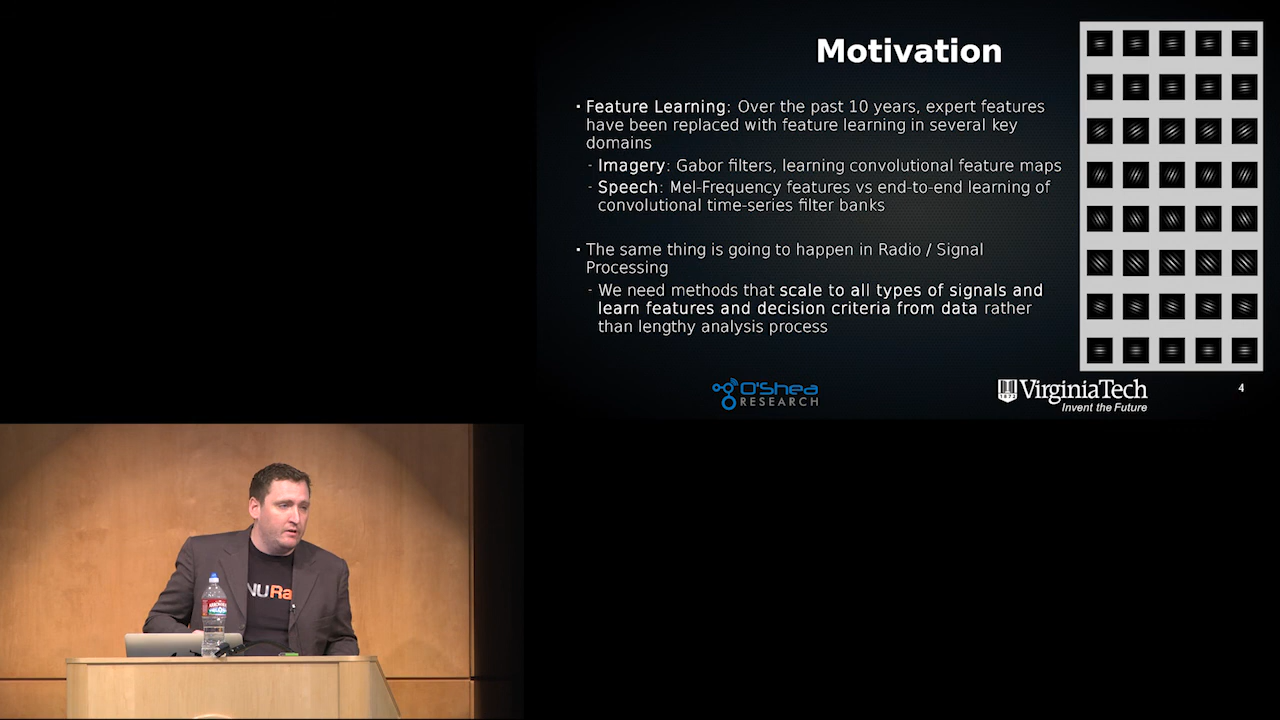 Motivation
▪ Feature Learning: Over the past 10 years, expert features
have been replaced with feature learning in several key
domains
- Imagery: Gabor filters, learning convolutional feature maps
- Speech: Mel-Frequency features vs end-to-end learning of
convolutional time-series filter banks
▪ The same thing is going to happen in Radio / Signal
Processing
- We need methods that scale to all types of signals and
learn features and decision criteria from data rather
than lengthy analysis process
O'Shea
RESEARCH
1872
VirginiaTech
Invent the Future
4
NURa